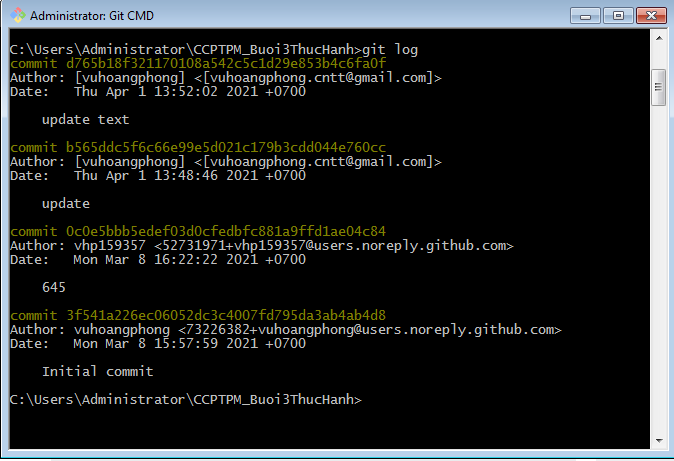 Administrator: Git CMD
C:\Users\Administrator\CCPTPM_Buoi3ThucHanh>git log
commit d765b18f321170108a542c5c1d29e853b4c6fa0f
Author: [vuhoangphong] <[vuhoangphong.cntt@gmail.com]>
Date:   Thu Apr 1 13:52:02 2021 +0700
    update text
commit b565ddc5f6c66e99e5d021c179b3cdd044e760cc
Author: [vuhoangphong] <[vuhoangphong.cntt@gmail.com]>
Date:   Thu Apr 1 13:48:46 2021 +0700
    update
commit 0c0e5bbb5edef03d0cfedbfc881a9ffd1ae04c84
Author: vhp159357 <52731971+vhp159357@users.noreply.github.com>
Date:   Mon Mar 8 16:22:22 2021 +0700
    645
commit 3f541a226ec06052dc3c4007fd795da3ab4ab4d8
Author: vuhoangphong <73226382+vuhoangphong@users.noreply.github.com>
Date:   Mon Mar 8 15:57:59 2021 +0700
    Initial commit
C:\Users\Administrator\CCPTPM_Buoi3ThucHanh>